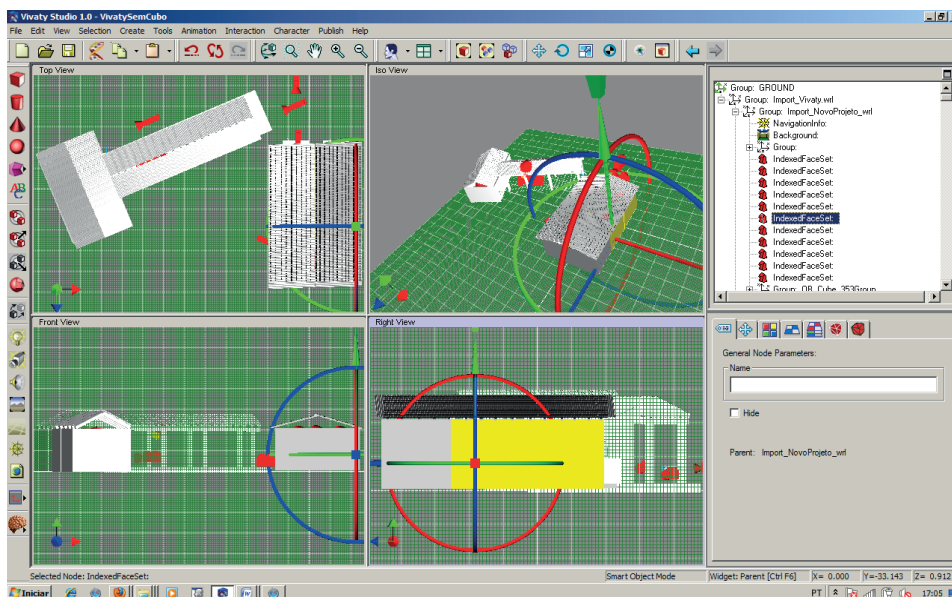 Vivaty Studio 1.0 - VivatySemCubo
File Edit View Selection Create Tools Animation Interaction Character Publish Help
Top View
Iso View
Group: GROUND
Group: Import_Vivaty.wrl
Group: Import_NovoProjeto_wrl
NavigationInfo:
Background:
Group:
IndexedFaceSet:
IndexedFaceSet:
IndexedFaceSet:
IndexedFaceSet:
IndexedFaceSet:
IndexedFaceSet:
IndexedFaceSet:
IndexedFaceSet:
IndexedFaceSet:
IndexedFaceSet:
IndexedFaceSet:
Group: OB_Cube_353Group
ABC
Front View
Right View
General Node Parameters:
Name
Hide
Parent: Import_NovoProjeto_wrl
Selected Node: IndexedFaceSet:
Smart Object Mode
Widget: Parent [Ctrl F6]
X= 0.000
Y=-33.143
Z= 0.912
Iniciar
PT
17:05